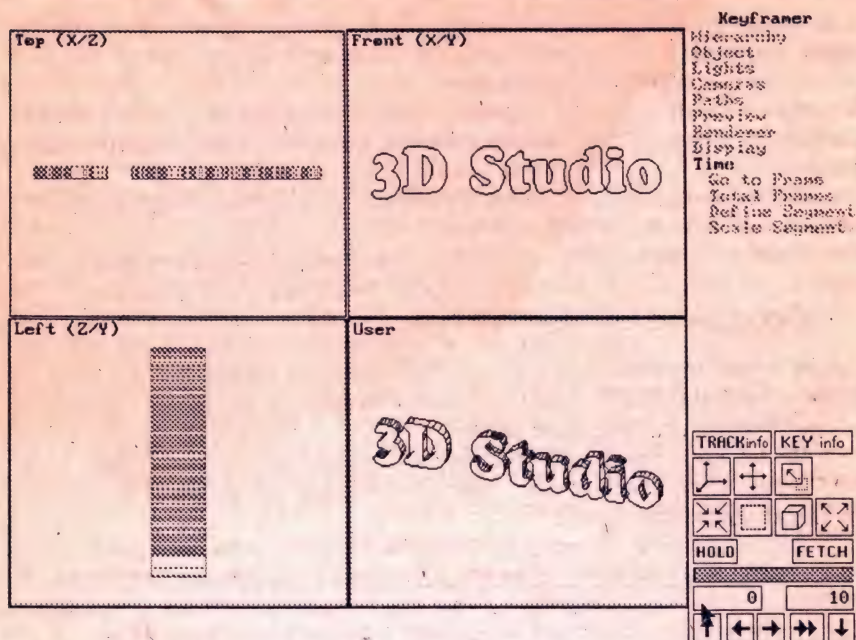 Top (X/Z)
Front (X/Y)
3D Studio
Left (Z/Y)
User
3D Studio
Keyframer
Hierarchy
Object
Lights
Cameras
Paths
Preview
Renderer
Display
Time
Go to Frame
Total Frames
Define Segment
Scale Segment
TRACKinfo KEY info
HOLD FETCH
0 10